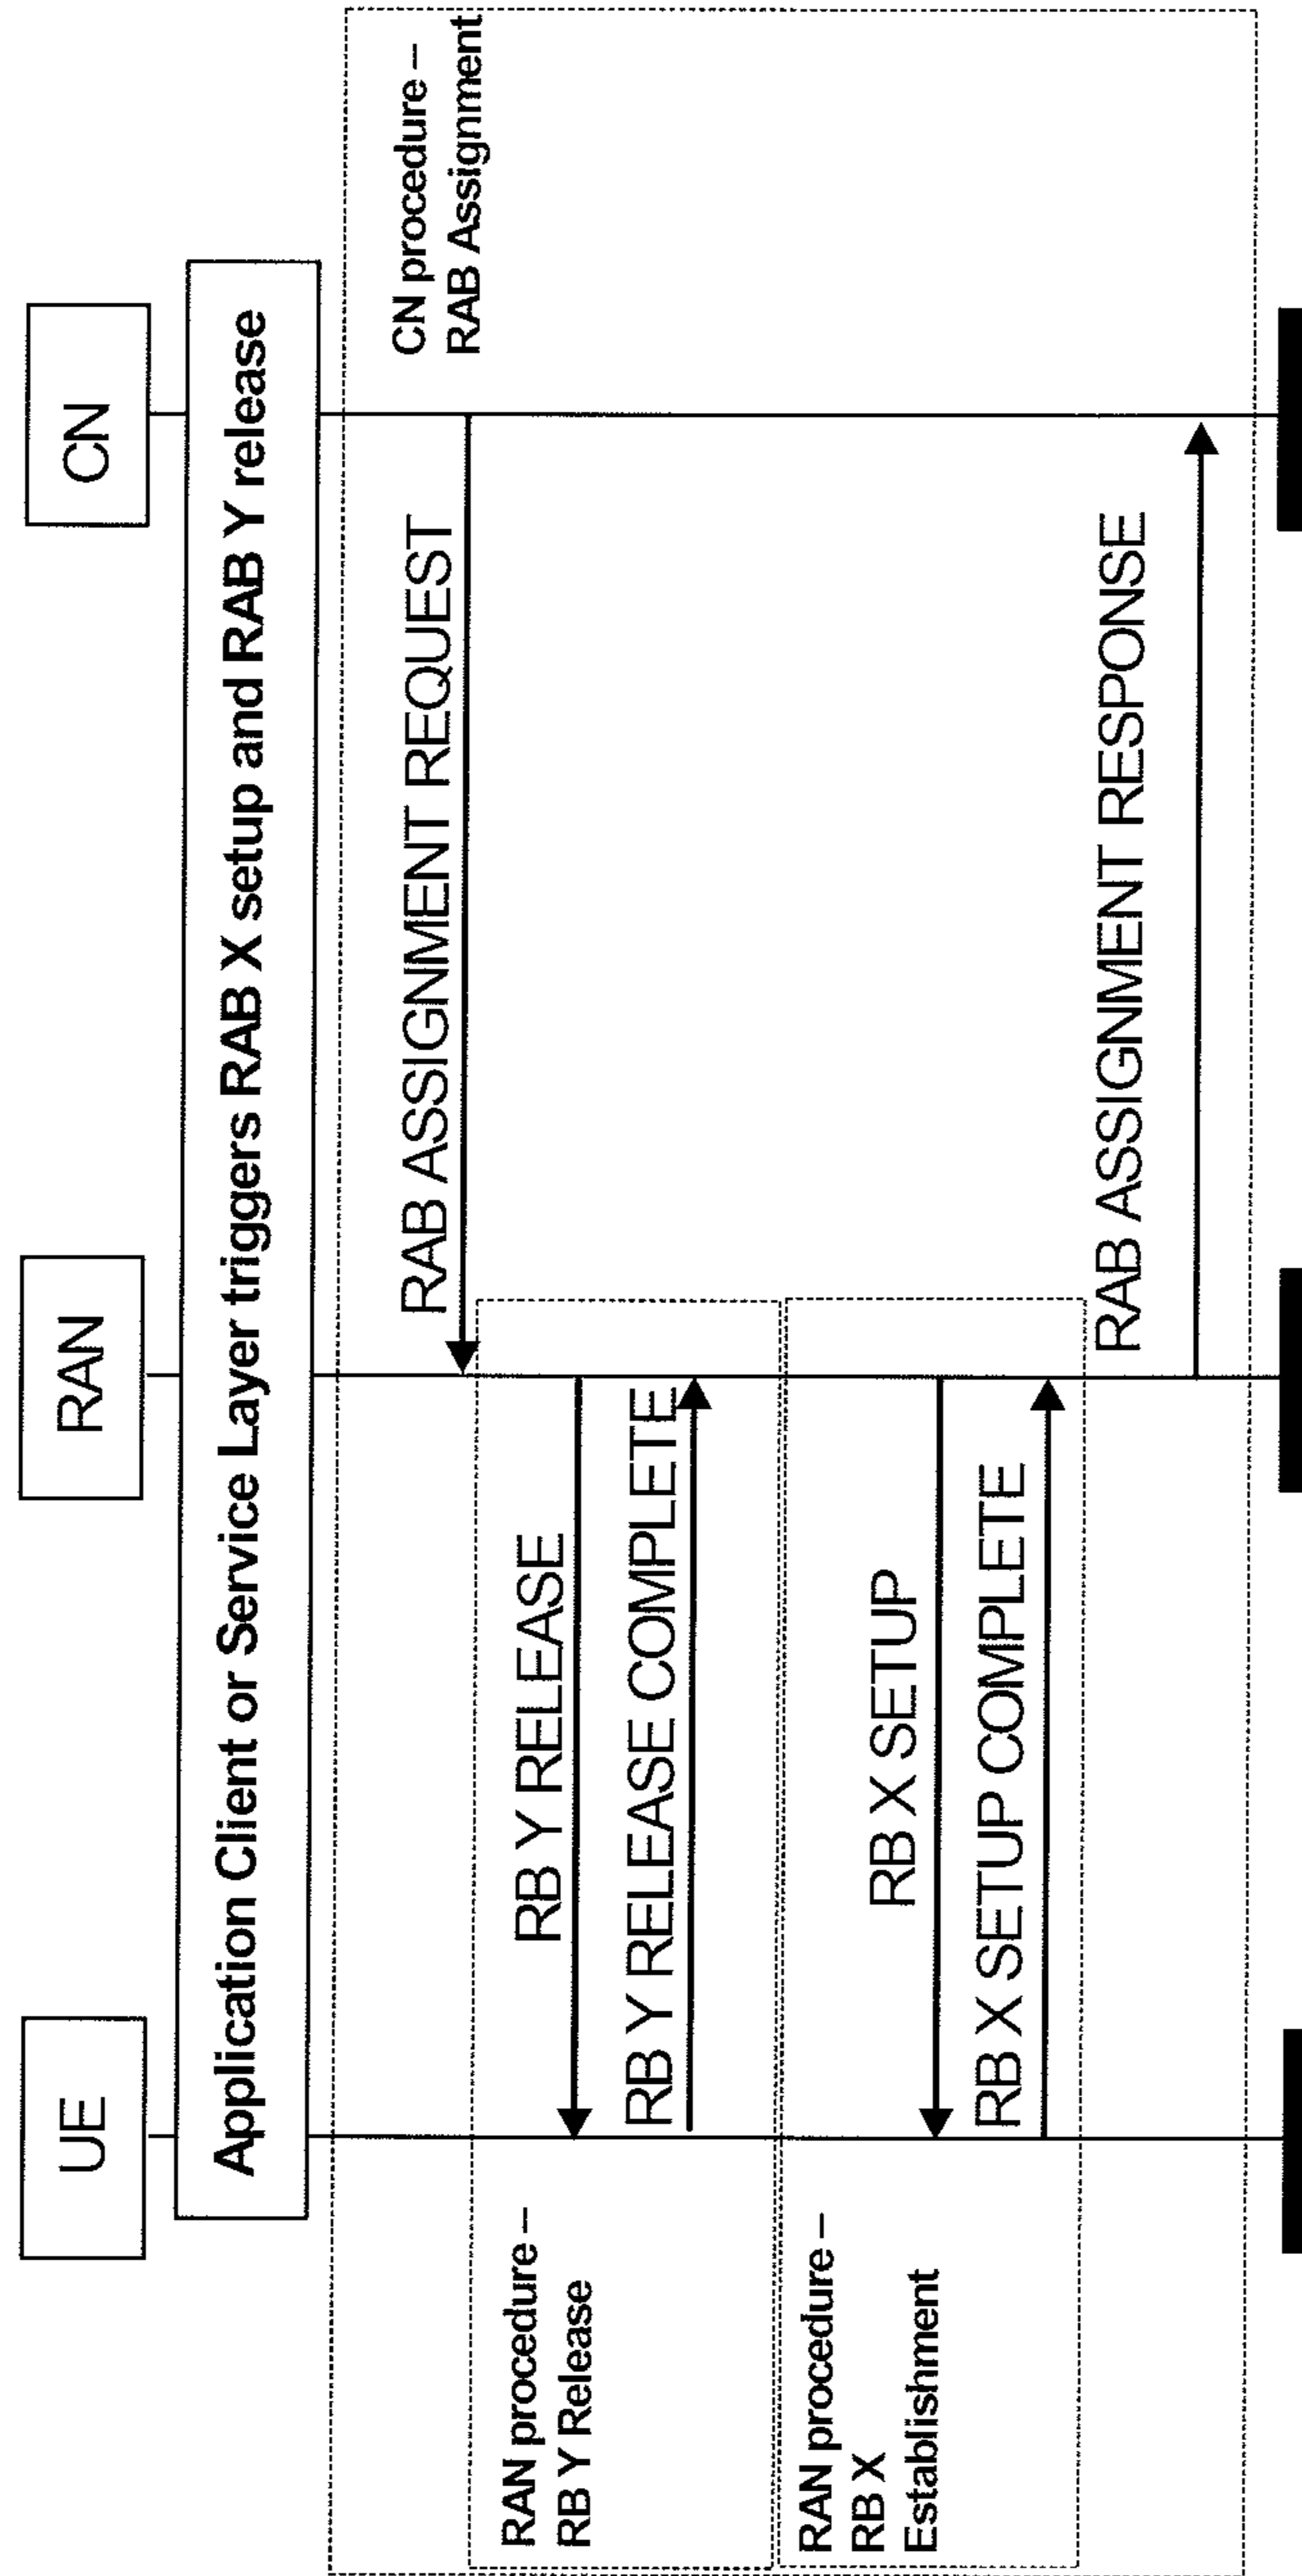 UE
RAN
CN
Application Client or Service Layer triggers RAB X setup and RAB Y release
CN procedure –
RAB Assignment
RAB ASSIGNMENT REQUEST
RAN procedure –
RB Y Release
RB Y RELEASE
RB Y RELEASE COMPLETE
RAN procedure –
RB X
Establishment
RB X SETUP
RB X SETUP COMPLETE
RAB ASSIGNMENT RESPONSE